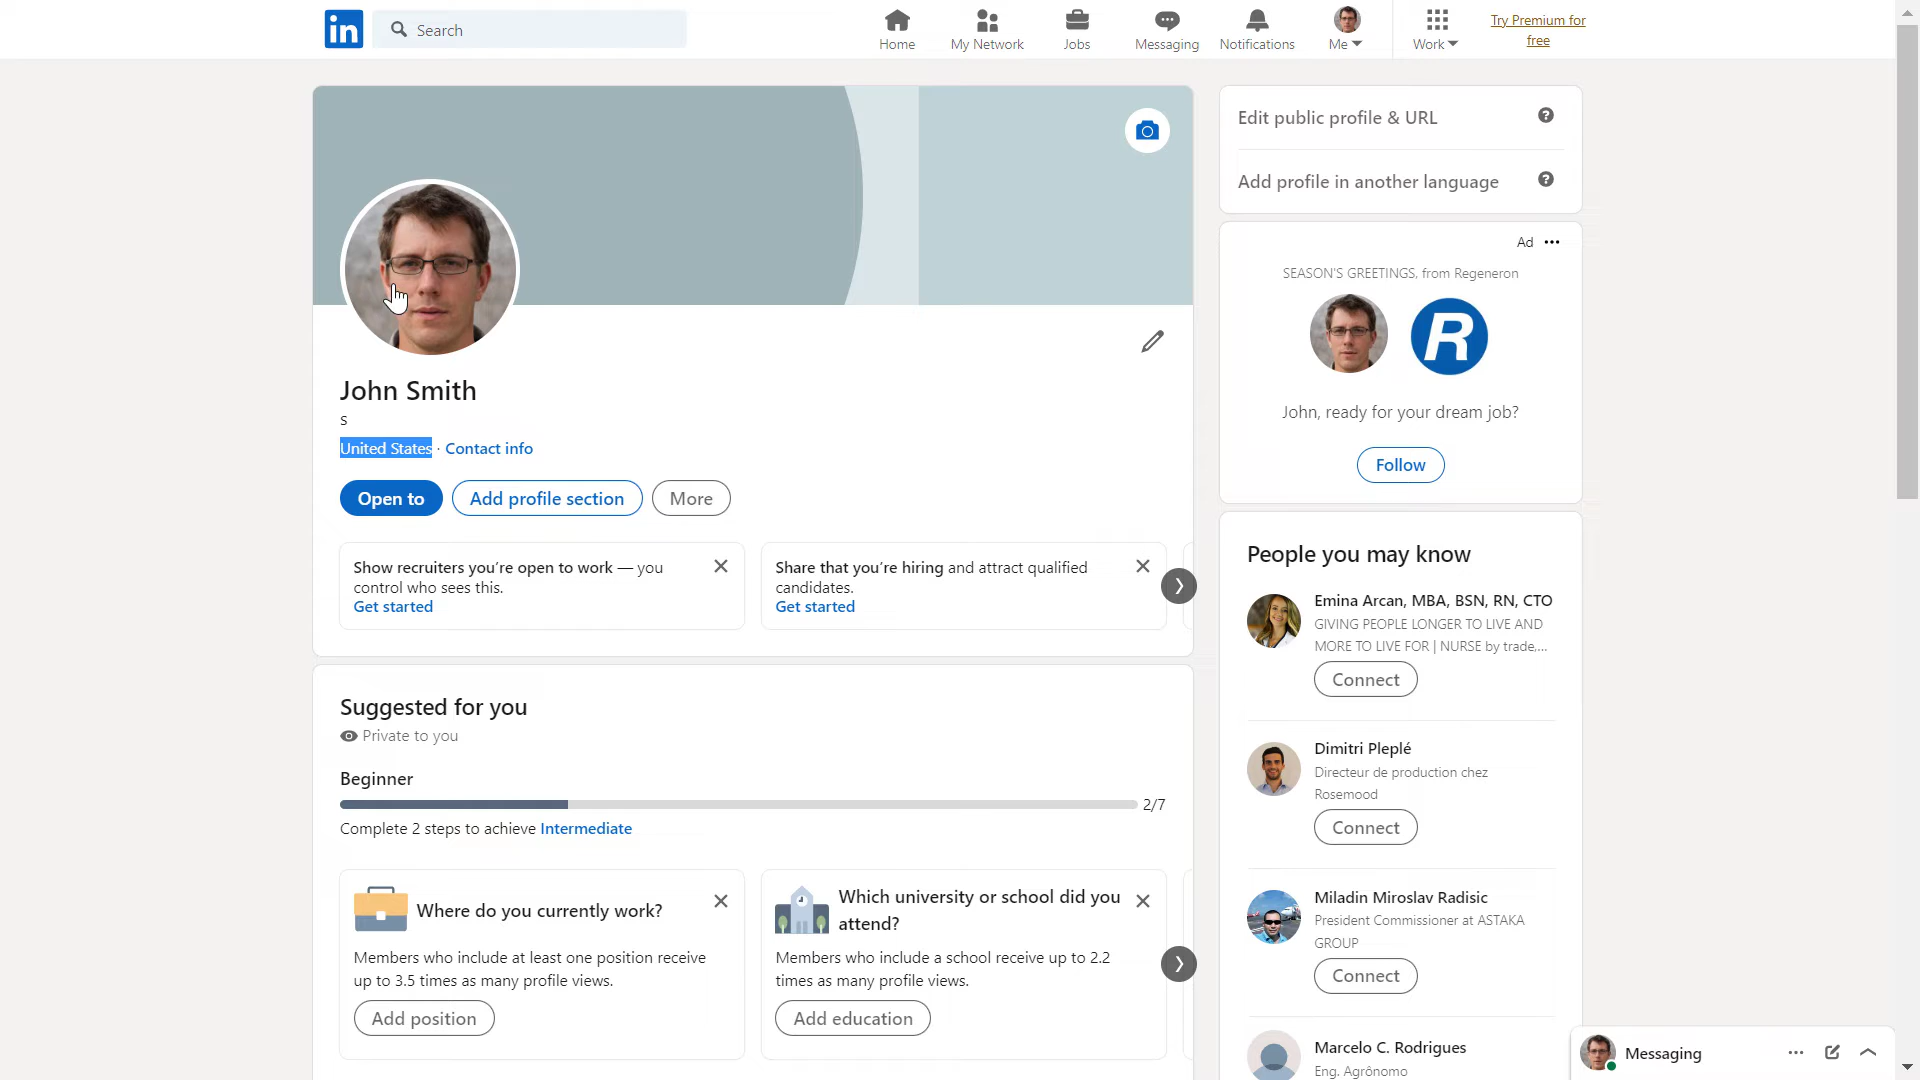 in
Search
Home
My Network
Jobs
Messaging
Notifications
Me
Work
Try Premium for
free
Edit public profile & URL
?
Add profile in another language
?
Ad
SEASON'S GREETINGS, from Regeneron
R
John, ready for your dream job?
Follow
John Smith
S
United States · Contact info
Open to
Add profile section
More
Show recruiters you're open to work — you
control who sees this.
Get started
Share that you're hiring and attract qualified
candidates.
Get started
Suggested for you
Private to you
Beginner
2/7
Complete 2 steps to achieve Intermediate
Where do you currently work?
Members who include at least one position receive
up to 3.5 times as many profile views.
Add position
Which university or school did you
attend?
Members who include a school receive up to 2.2
times as many profile views.
Add education
People you may know
Emina Arcan, MBA, BSN, RN, CTO
GIVING PEOPLE LONGER TO LIVE AND
MORE TO LIVE FOR | NURSE by trade,...
Connect
Dimitri Pleplé
Directeur de production chez
Rosemood
Connect
Miladin Miroslav Radisic
President Commissioner at ASTAKA
GROUP
Connect
Marcelo C. Rodrigues
Eng. Agrônomo
Messaging